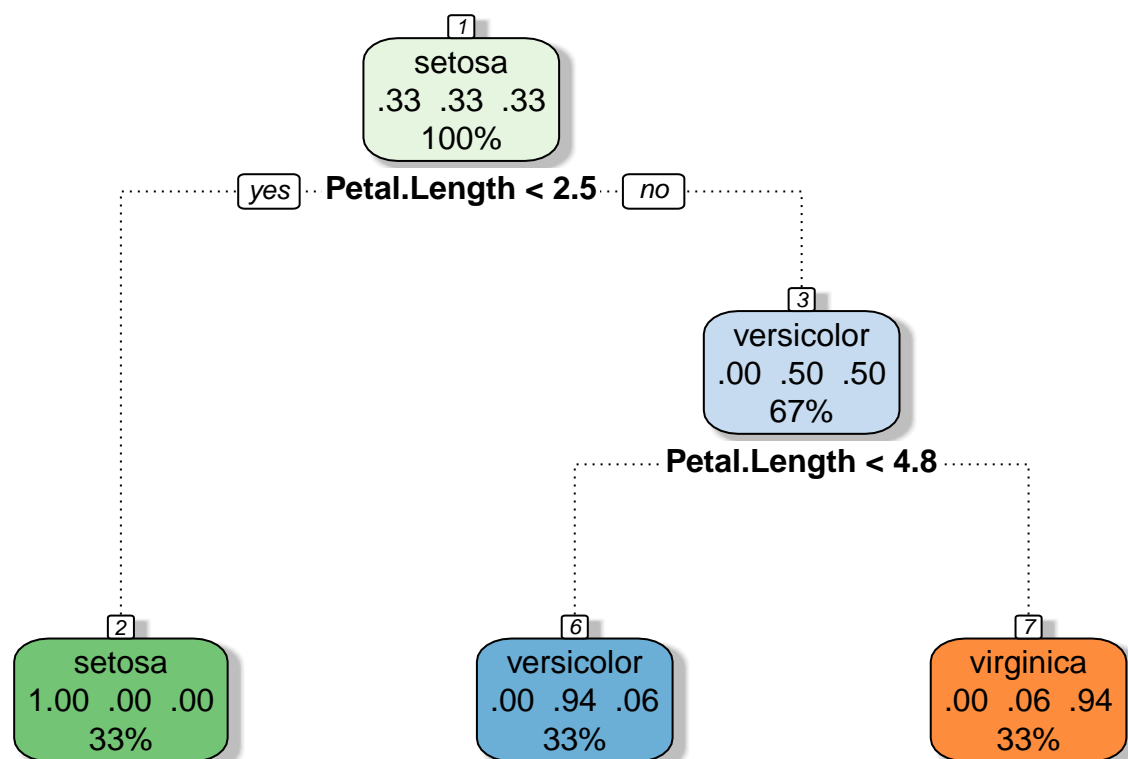 1
setosa
.33 .33 .33
100%
yes Petal.Length < 2.5 no
3
versicolor
.00 .50 .50
67%
Petal.Length < 4.8
2
setosa
1.00 .00 .00
33%
6
versicolor
.00 .94 .06
33%
7
virginica
.00 .06 .94
33%